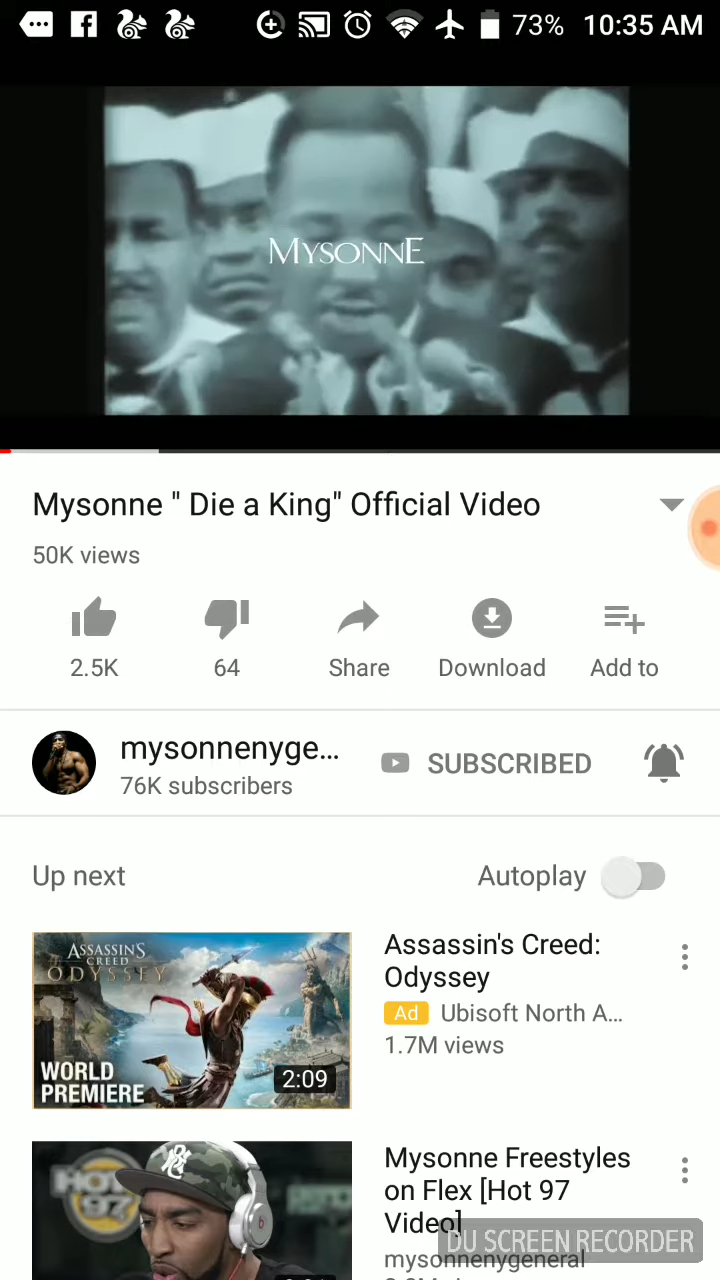 73% 10:35 AM
MYSONNE
Mysonne " Die a King" Official Video
50K views
2.5K 64 Share Download Add to
mysonnenyge... SUBSCRIBED
76K subscribers
Up next Autoplay
ASSASSIN'S
CREED
ODYSSEY
WORLD
PREMIERE
2:09
Assassin's Creed:
Odyssey
Ad Ubisoft North A...
1.7M views
HOT
97
Mysonne Freestyles
on Flex [Hot 97
Video]
mysonnenygeneral
DU SCREEN RECORDER